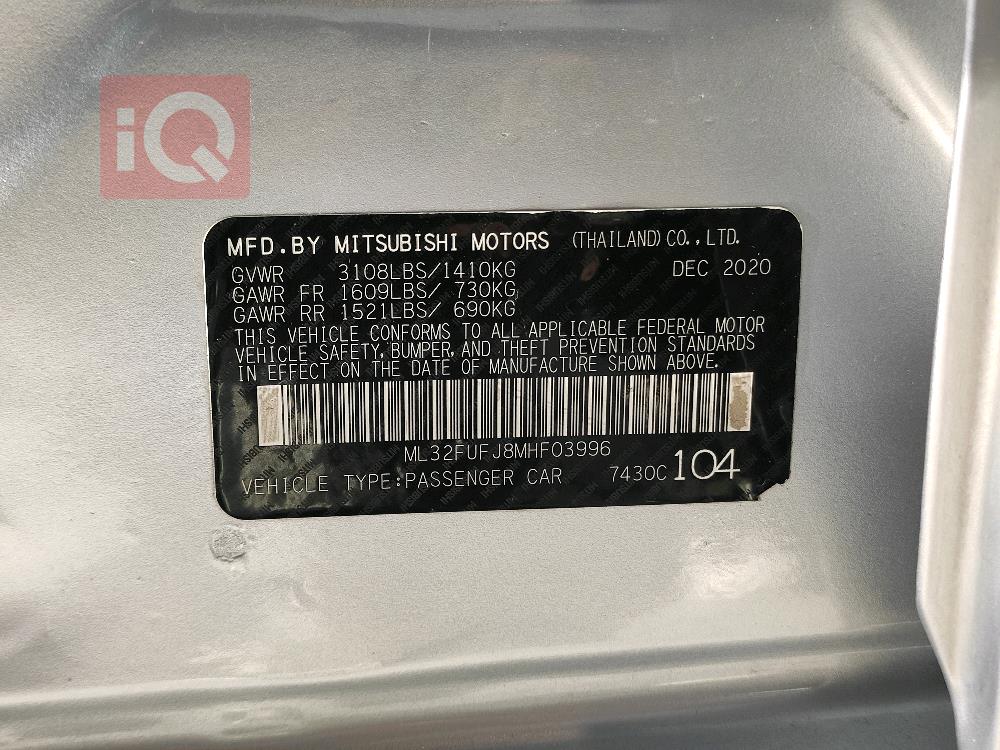 iQ
MFD.BY MITSUBISHI MOTORS (THAILAND) CO., LTD.
GVWR 3108LBS/1410KG DEC 2020
GAWR FR 1609LBS/ 730KG
GAWR RR 1521LBS/ 690KG
THIS VEHICLE CONFORMS TO ALL APPLICABLE FEDERAL MOTOR
VEHICLE SAFETY, BUMPER, AND THEFT PREVENTION STANDARDS
IN EFFECT ON THE DATE OF MANUFACTURE SHOWN ABOVE.
ML32FUFJ8MHF03996
VEHICLE TYPE:PASSENGER CAR 7430C 104